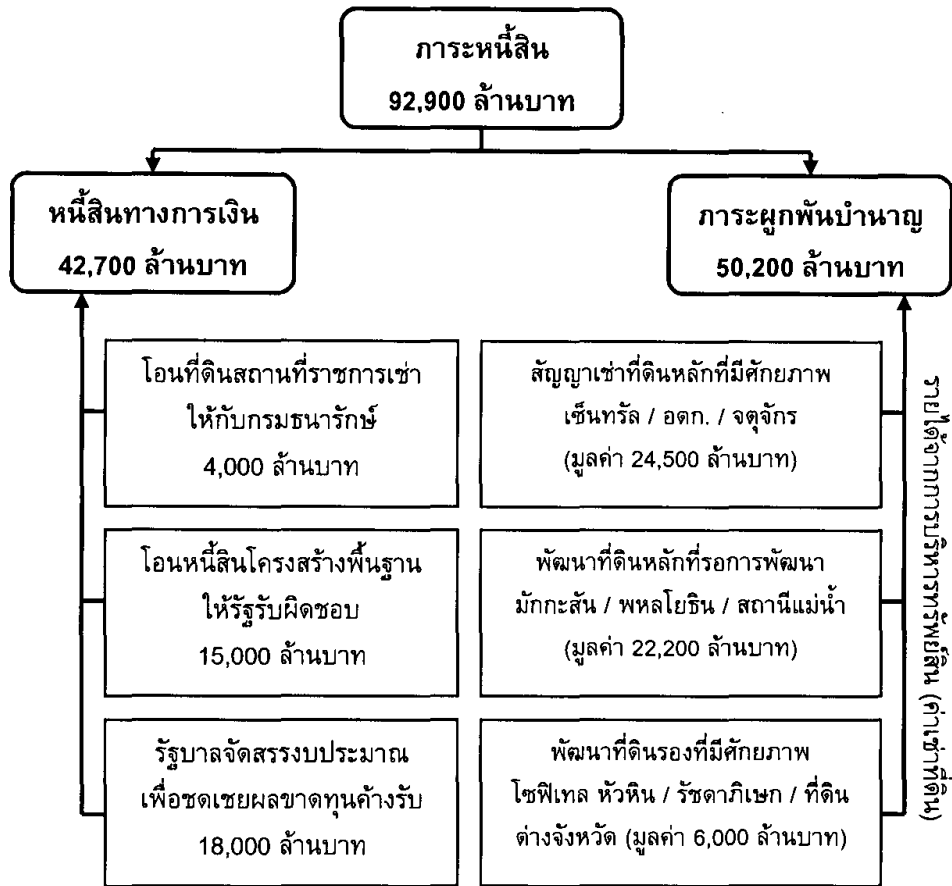 ภาระหนี้สิน
92,900 ล้านบาท
หนี้สินทางการเงิน
42,700 ล้านบาท
ภาระผูกพันบำนาญ
50,200 ล้านบาท
โอนที่ดินสถานที่ราชการเช่า
ให้กับกรมธนารักษ์
4,000 ล้านบาท
สัญญาเช่าที่ดินหลักที่มีศักยภาพ
เซ็นทรัล / อตก. / จตุจักร
(มูลค่า 24,500 ล้านบาท)
โอนหนี้สินโครงสร้างพื้นฐาน
ให้รัฐรับผิดชอบ
15,000 ล้านบาท
พัฒนาที่ดินหลักที่รอการพัฒนา
มักกะสัน / พหลโยธิน / สถานีแม่น้ำ
(มูลค่า 22,200 ล้านบาท)
รัฐบาลจัดสรรงบประมาณ
เพื่อชดเชยผลขาดทุนค้างรับ
18,000 ล้านบาท
พัฒนาที่ดินรองที่มีศักยภาพ
โซฟิเทล หัวหิน / รัชดาภิเษก / ที่ดิน
ต่างจังหวัด (มูลค่า 6,000 ล้านบาท)
รายได้จากการบริหารทรัพย์สิน (ค่าเช่าที่ดิน)